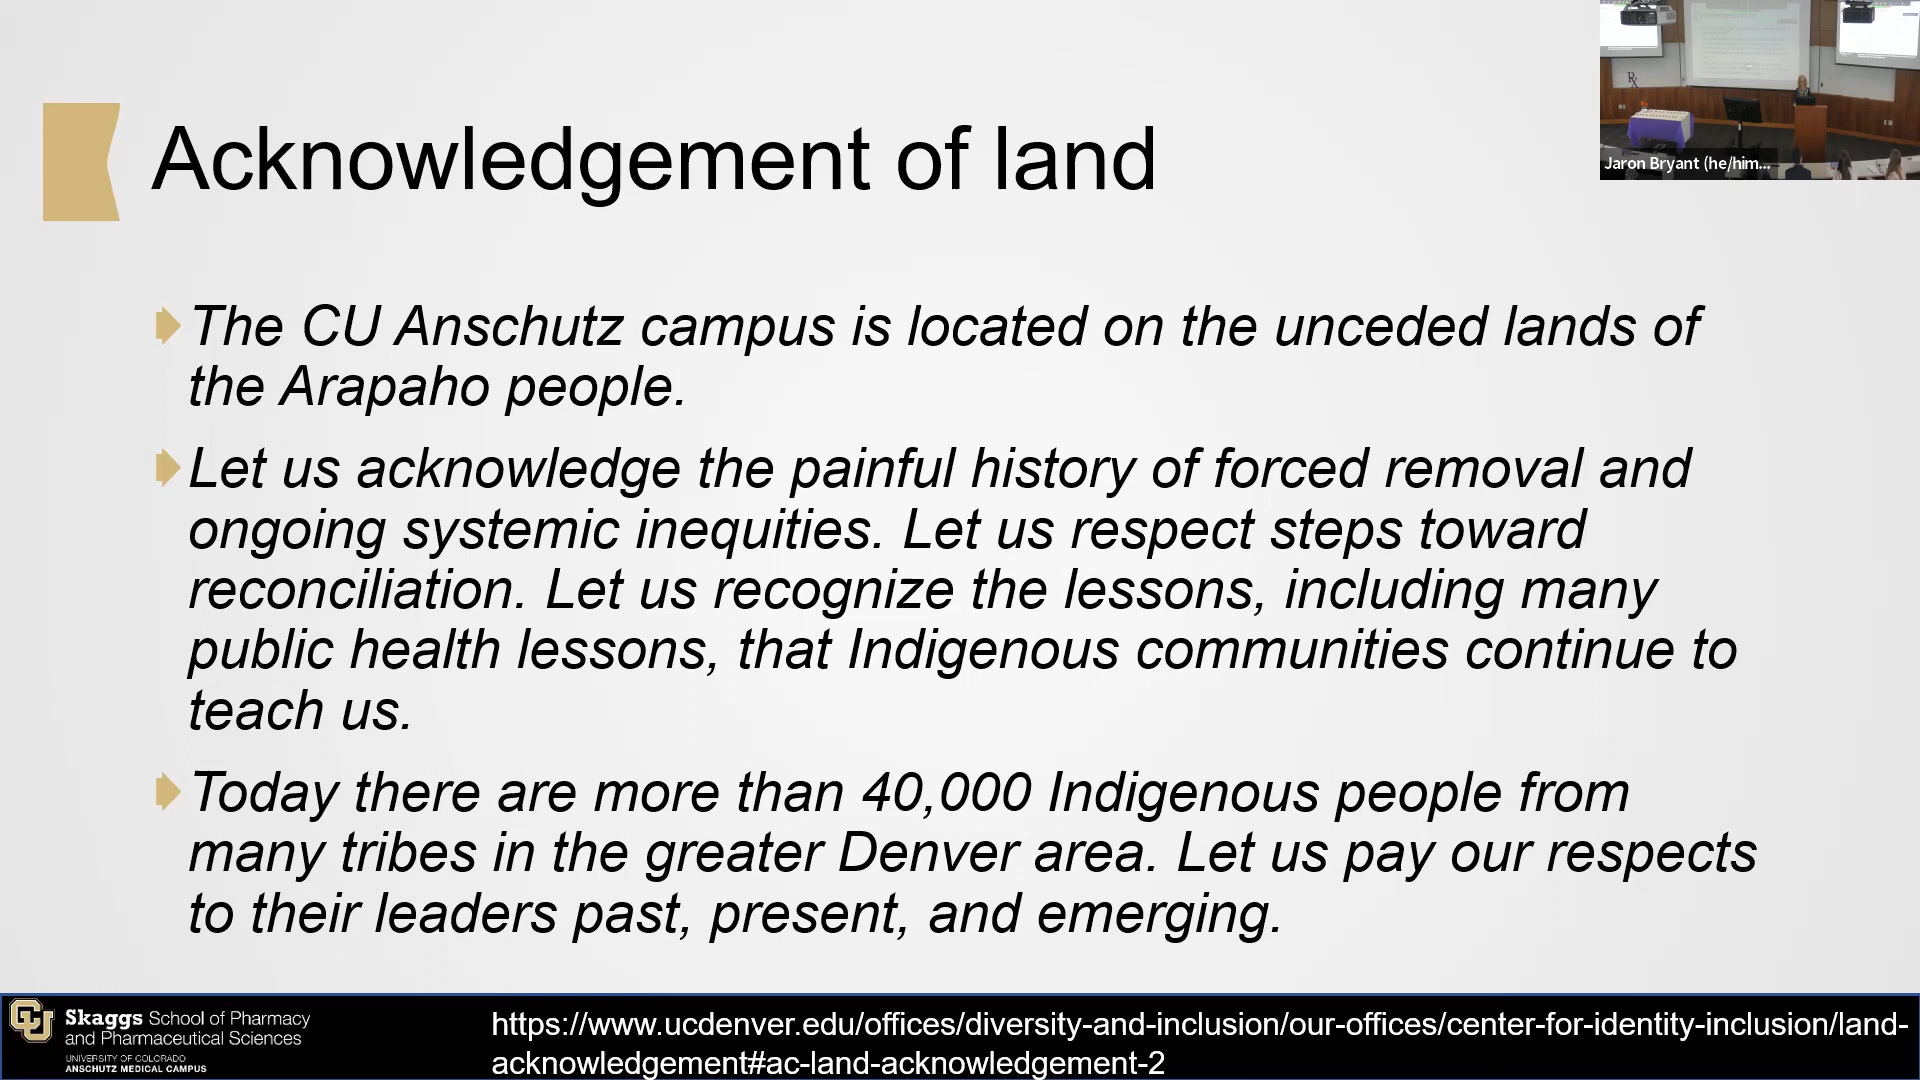 Acknowledgement of land
The CU Anschutz campus is located on the unceded lands of
the Arapaho people.
Let us acknowledge the painful history of forced removal and
ongoing systemic inequities. Let us respect steps toward
reconciliation. Let us recognize the lessons, including many
public health lessons, that Indigenous communities continue to
teach us.
Today there are more than 40,000 Indigenous people from
many tribes in the greater Denver area. Let us pay our respects
to their leaders past, present, and emerging.
Jaron Bryant (he/him...
CU
Skaggs School of Pharmacy
and Pharmaceutical Sciences
UNIVERSITY OF COLORADO
ANSCHUTZ MEDICAL CAMPUS
https://www.ucdenver.edu/offices/diversity-and-inclusion/our-offices/center-for-identity-inclusion/land-
acknowledgement#ac-land-acknowledgement-2